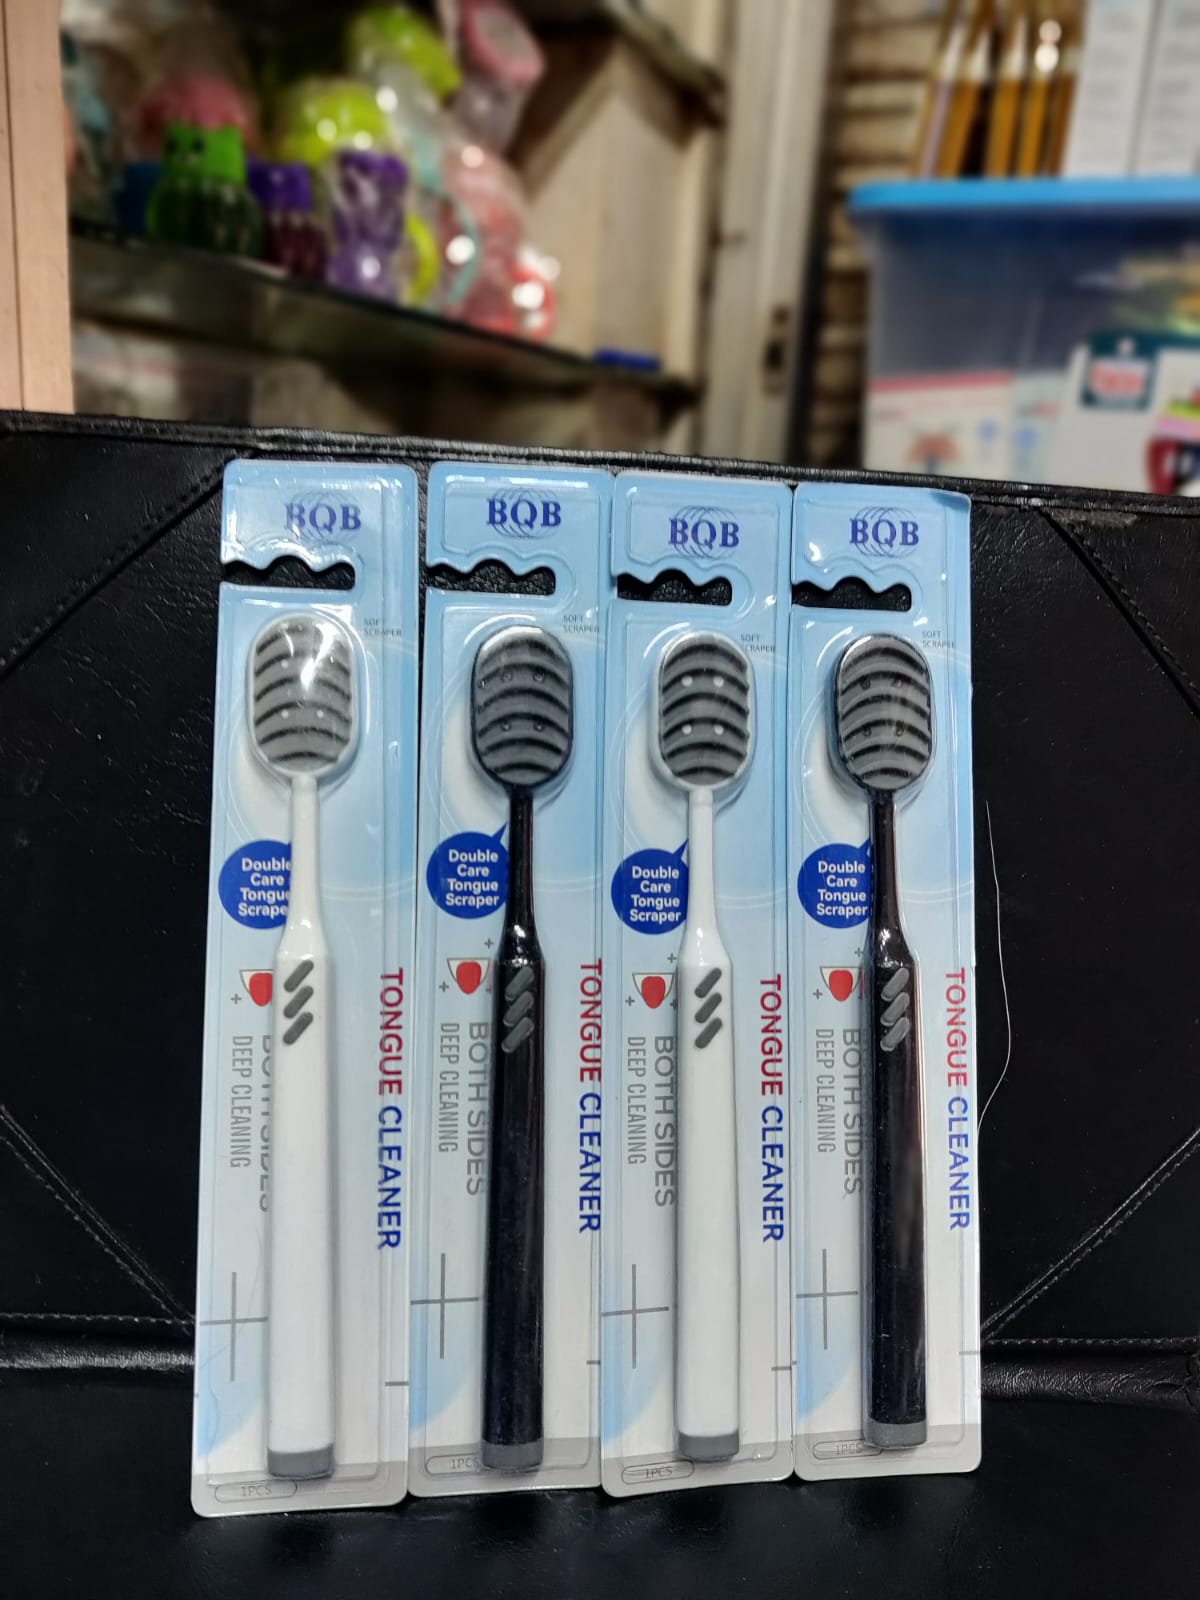 BQB
SOFT
SCRAPER
Double
Care
Tongue
Scraper
TONGUE CLEANER
BOTH SIDES
DEEP CLEANING
1PCS
BQB
SOFT
SCRAPER
Double
Care
Tongue
Scraper
TONGUE CLEANER
BOTH SIDES
DEEP CLEANING
1PCS
BQB
SOFT
SCRAPER
Double
Care
Tongue
Scraper
TONGUE CLEANER
BOTH SIDES
DEEP CLEANING
1PCS
BQB
SOFT
SCRAPER
Double
Care
Tongue
Scraper
TONGUE CLEANER
BOTH SIDES
DEEP CLEANING
1PCS